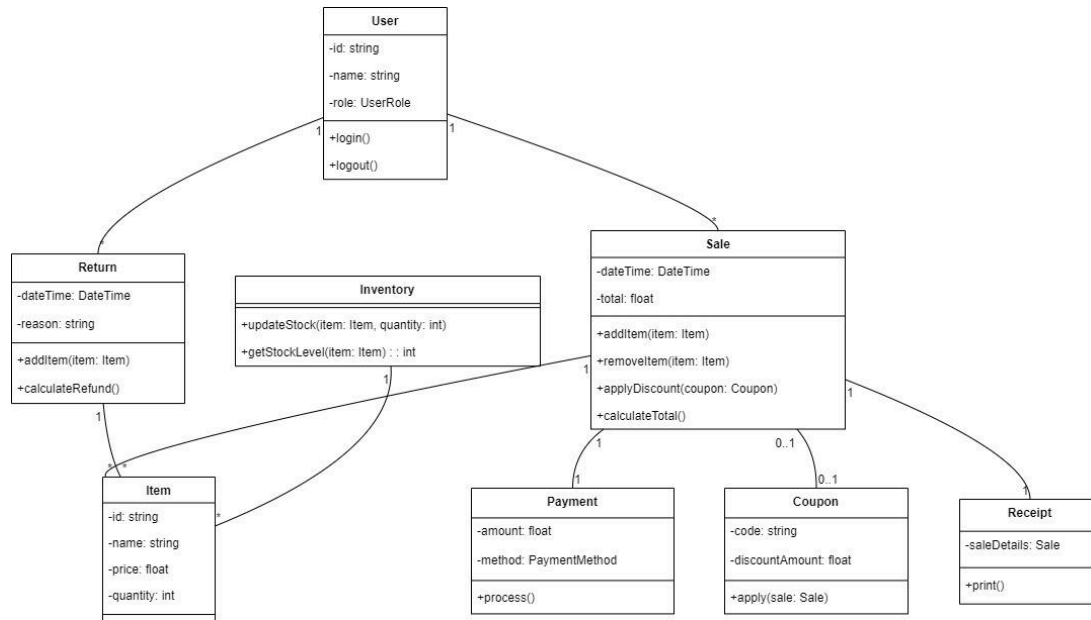 User
-id: string
-name: string
-role: UserRole
+login()
+logout()
1
1
*
*
Return
-dateTime: DateTime
-reason: string
+addItem(item: Item)
+calculateRefund()
Inventory
+updateStock(item: Item, quantity: int)
+getStockLevel(item: Item) : : int
Sale
-dateTime: DateTime
-total: float
+addItem(item: Item)
+removeItem(item: Item)
+applyDiscount(coupon: Coupon)
+calculateTotal()
1
1
1
1
1
0..1
*
*
*
1
0..1
1
Item
-id: string
-name: string
-price: float
-quantity: int
Payment
-amount: float
-method: PaymentMethod
+process()
Coupon
-code: string
-discountAmount: float
+apply(sale: Sale)
Receipt
-saleDetails: Sale
+print()